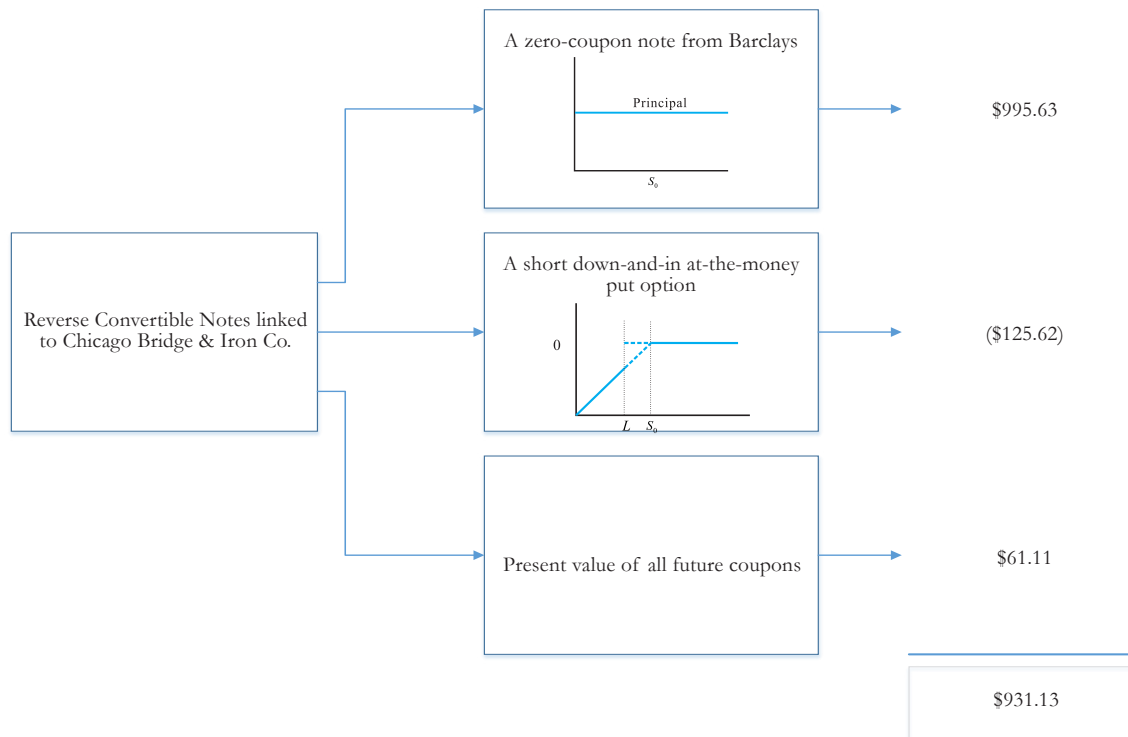 A zero-coupon note from Barclays
Principal
S₀
$995.63
Reverse Convertible Notes linked
to Chicago Bridge & Iron Co.
A short down-and-in at-the-money
put option
0
L S₀
($125.62)
Present value of all future coupons
$61.11
$931.13